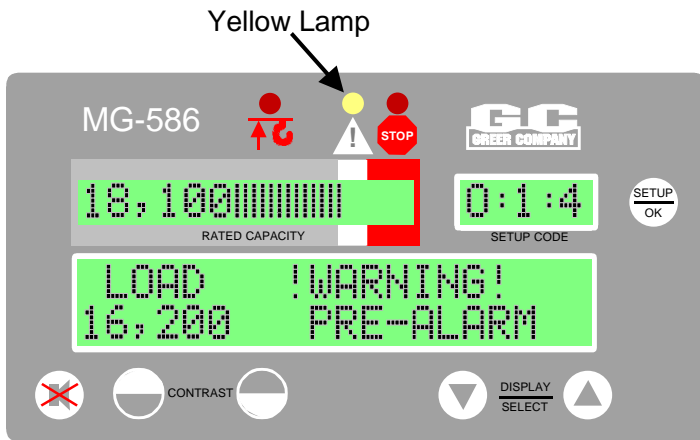 Yellow Lamp
MG-586
!
STOP
GC
GREER COMPANY
18,100
RATED CAPACITY
0:1:4
SETUP CODE
SETUP
OK
LOAD !WARNING!
16,200 PRE-ALARM
CONTRAST
DISPLAY
SELECT